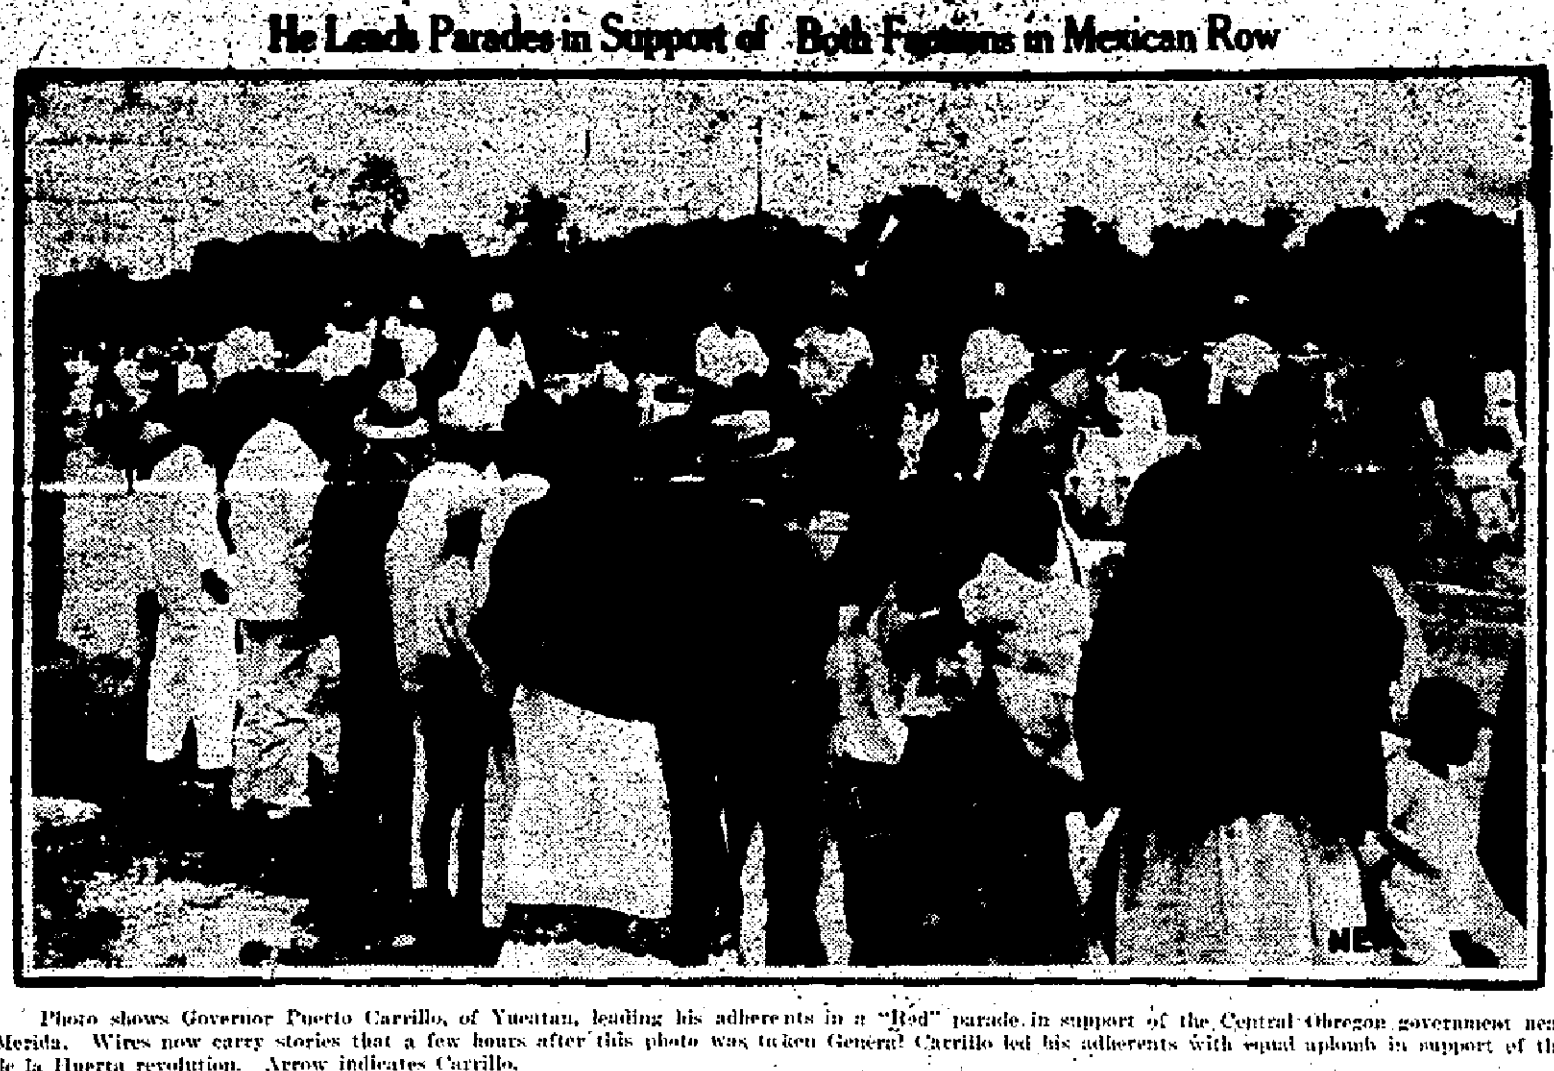 He Leads Parades in Support of Both Factions in Mexican Row
NEA
Photo shows Governor Puerto Carrillo, of Yucatan, leading his adherents in a "Red" parade in support of the Central Obregon government nea
Merida. Wires now carry stories that a few hours after this photo was taken General Carrillo led his adherents with equal aplomb in support of th
de la Huerta revolution. Arrow indicates Carrillo.